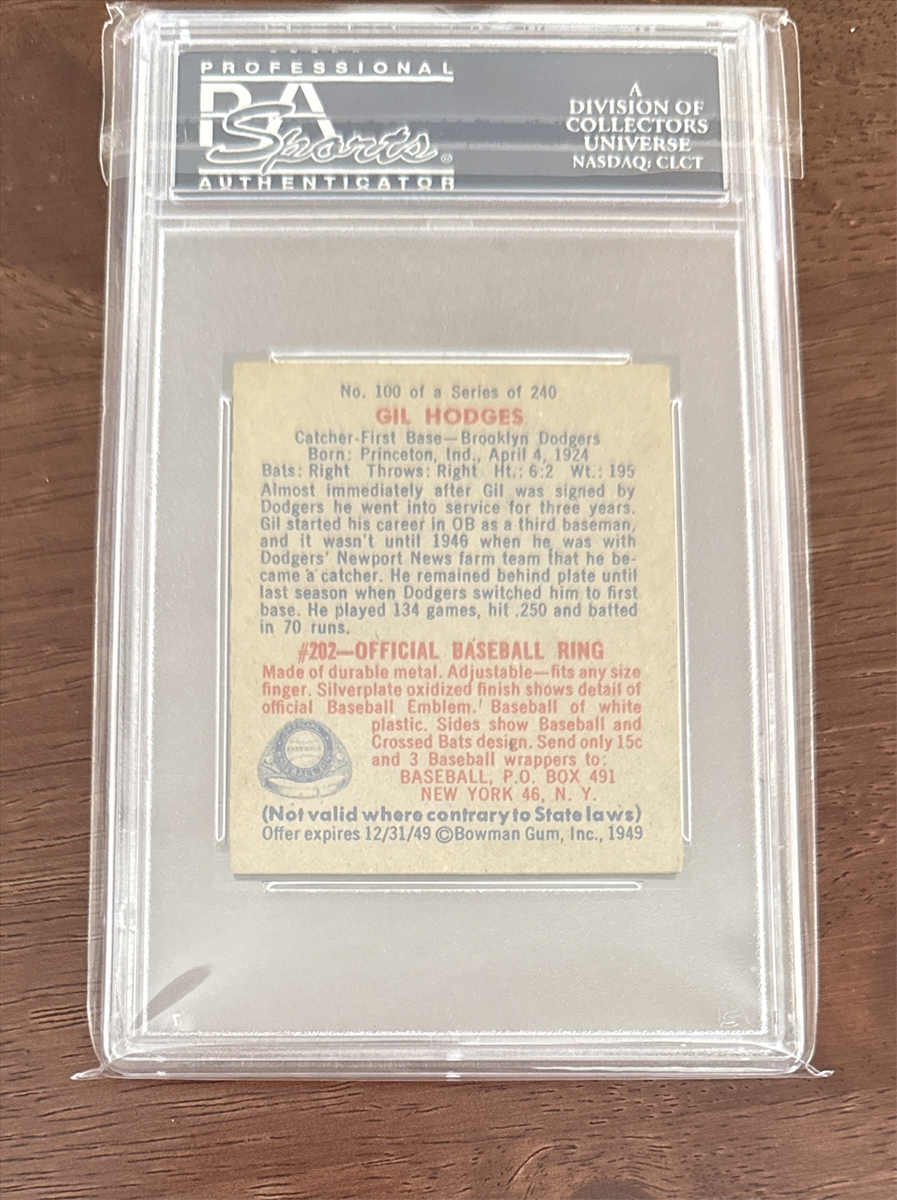 PROFESSIONAL
PSA
Sports®
AUTHENTICATOR
A
DIVISION OF
COLLECTORS
UNIVERSE
NASDAQ: CLCT
No. 100 of a Series of 240
GIL HODGES
Catcher-First Base—Brooklyn Dodgers
Born: Princeton, Ind., April 4, 1924
Bats: Right Throws: Right Ht.: 6:2 Wt.: 195
Almost immediately after Gil was signed by
Dodgers he went into service for three years.
Gil started his career in OB as a third baseman,
and it wasn't until 1946 when he was with
Dodgers' Newport News farm team that he be-
came a catcher. He remained behind plate until
last season when Dodgers switched him to first
base. He played 134 games, hit .250 and batted
in 70 runs.
#202—OFFICIAL BASEBALL RING
Made of durable metal. Adjustable—fits any size
finger. Silverplate oxidized finish shows detail of
official Baseball Emblem. Baseball of white
plastic. Sides show Baseball and
Crossed Bats design. Send only 15c
and 3 Baseball wrappers to:
BASEBALL, P.O. BOX 491
NEW YORK 46, N. Y.
(Not valid where contrary to State laws)
Offer expires 12/31/49 ©Bowman Gum, Inc., 1949